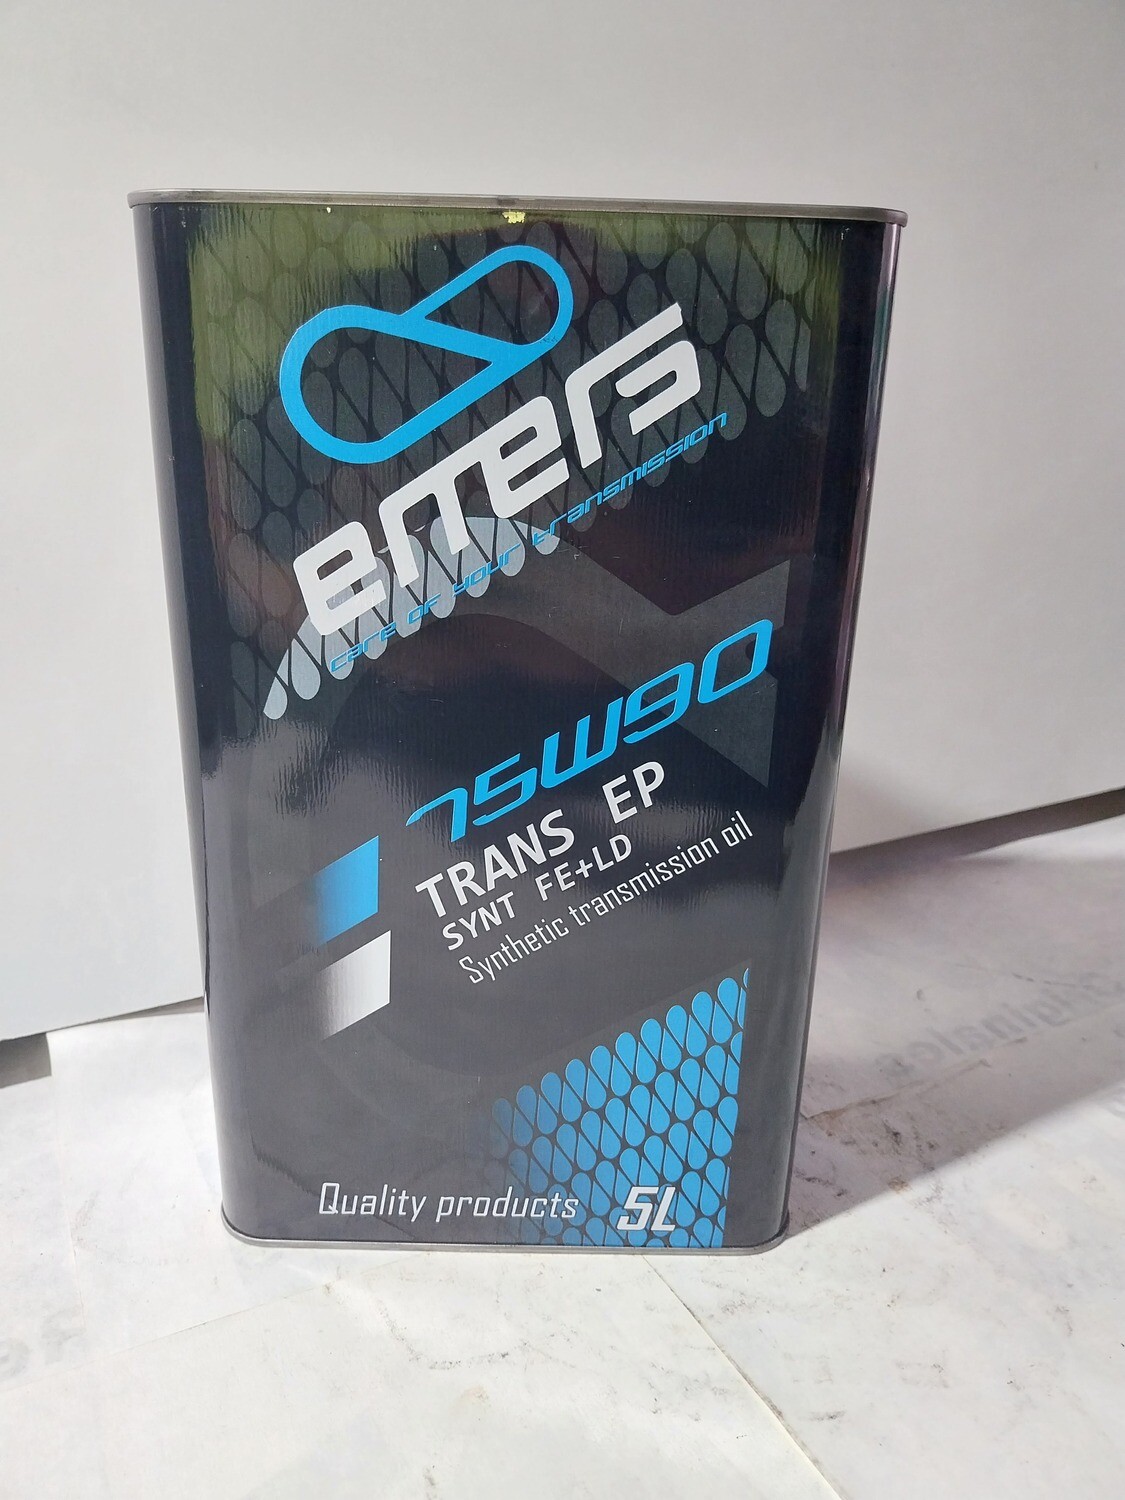 emers
care of your transmission
75W90
TRANS EP
SYNT FE+LD
Synthetic transmission oil
Quality products 5L